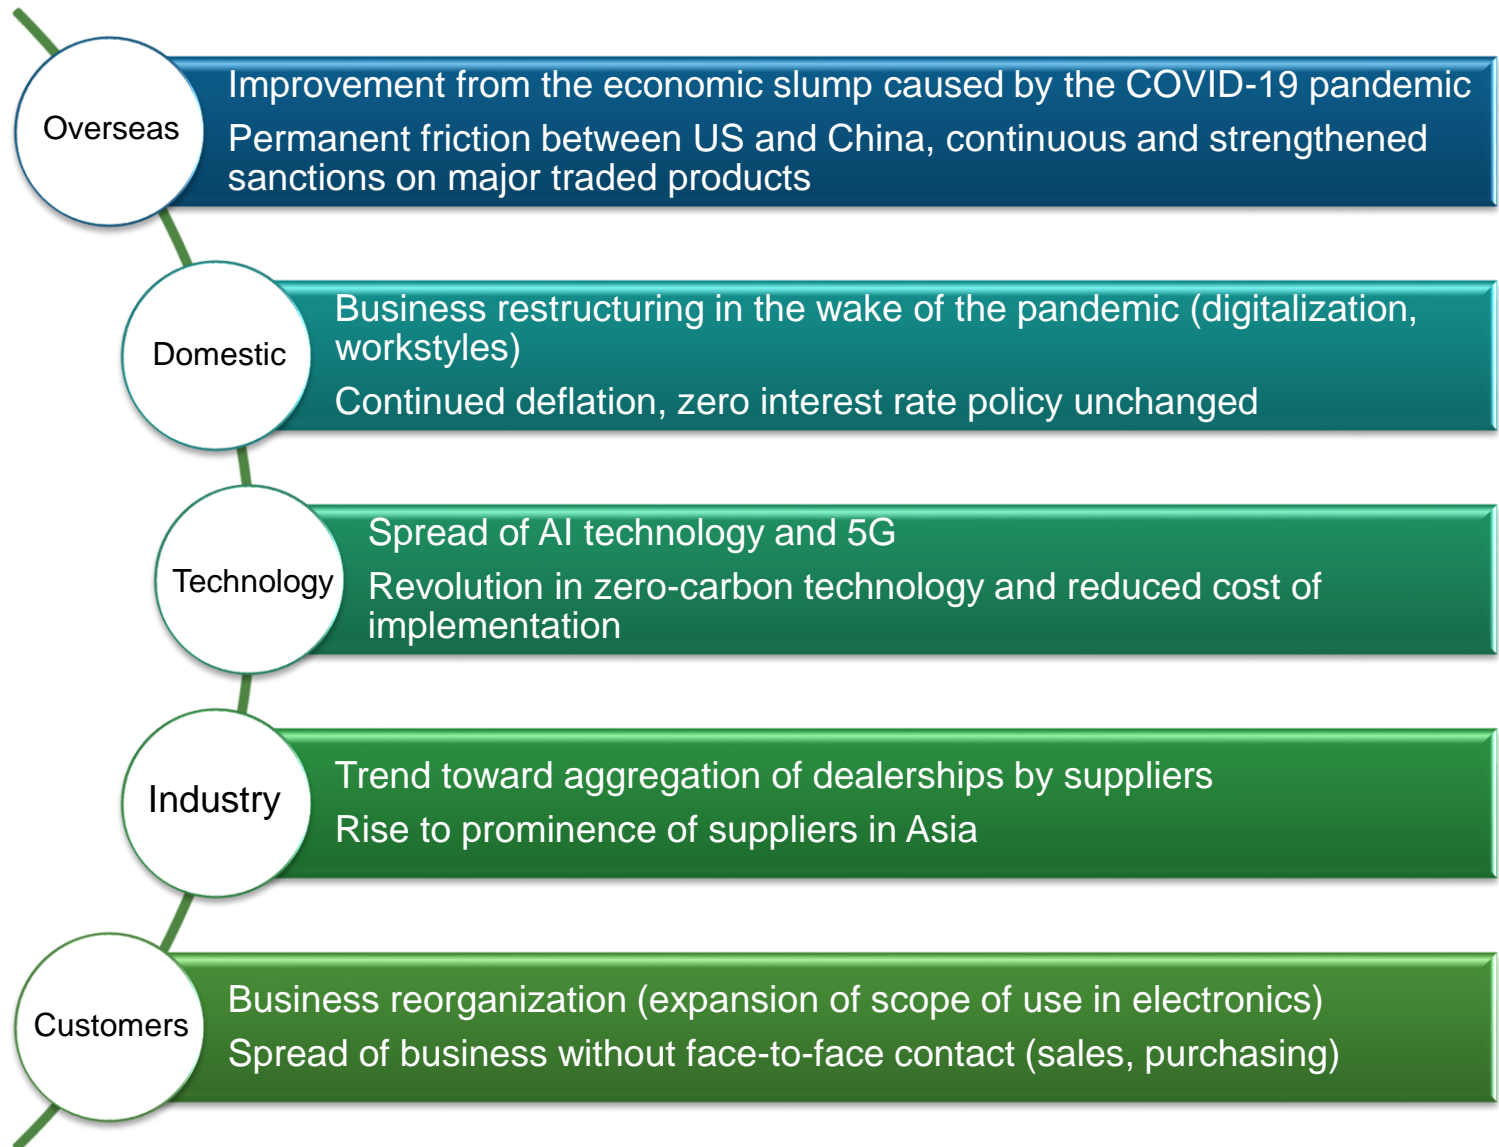 Overseas
Improvement from the economic slump caused by the COVID-19 pandemic
Permanent friction between US and China, continuous and strengthened
sanctions on major traded products
Domestic
Business restructuring in the wake of the pandemic (digitalization,
workstyles)
Continued deflation, zero interest rate policy unchanged
Technology
Spread of AI technology and 5G
Revolution in zero-carbon technology and reduced cost of
implementation
Industry
Trend toward aggregation of dealerships by suppliers
Rise to prominence of suppliers in Asia
Customers
Business reorganization (expansion of scope of use in electronics)
Spread of business without face-to-face contact (sales, purchasing)